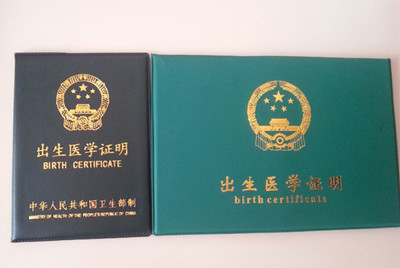 出生医学证明
BIRTH CERTIFICATE
中华人民共和国卫生部制
MINISTRY OF HEALTH OF THE PEOPLE'S REPUBLIC OF CHINA
出生医学证明
birth certificate